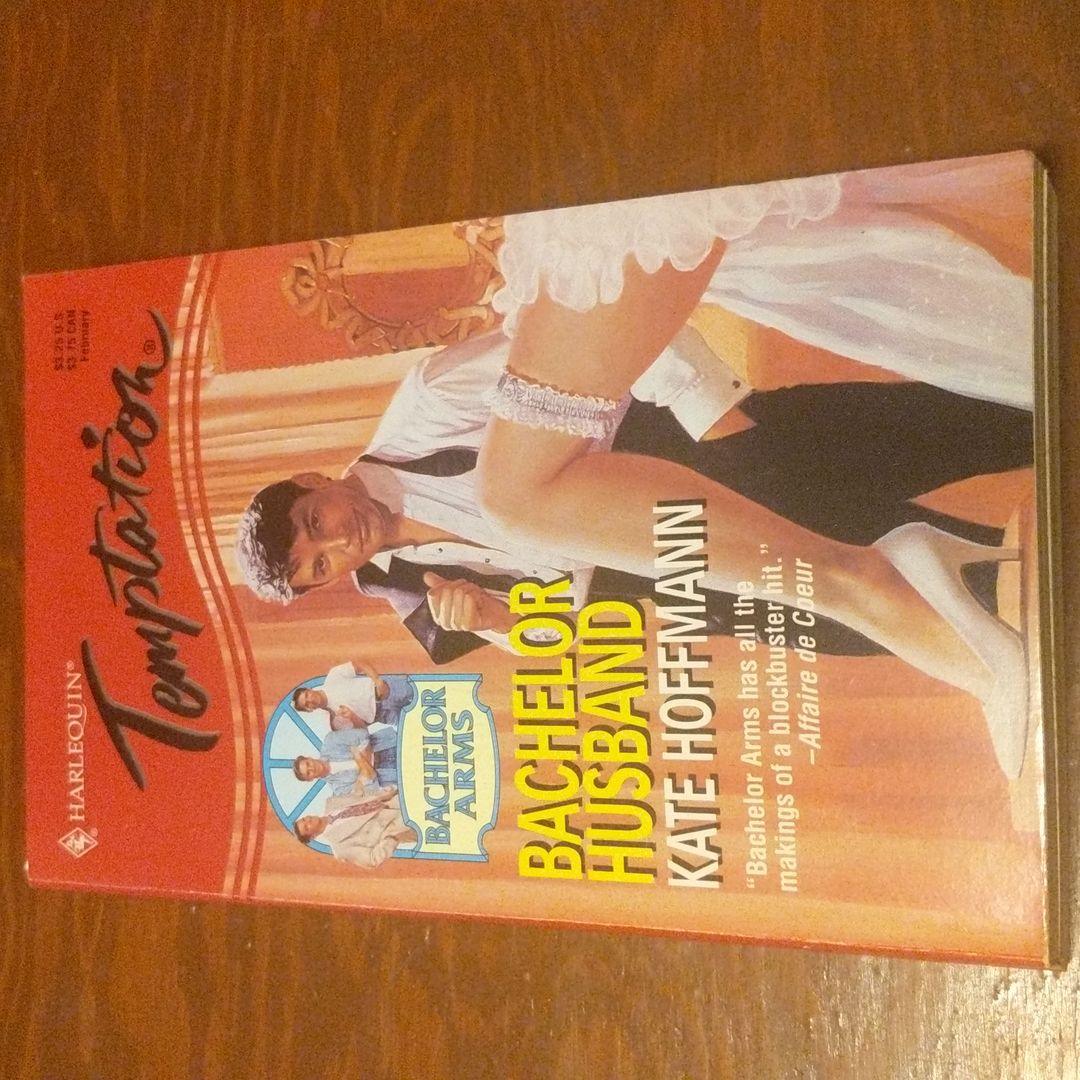 HARLEQUIN®
Temptation®
$3.25 U.S.
$3.75 CAN
February
BACHELOR
ARMS
BACHELOR
HUSBAND
KATE HOFFMANN
“Bachelor Arms has all the
makings of a blockbuster hit.”
–Affaire de Coeur